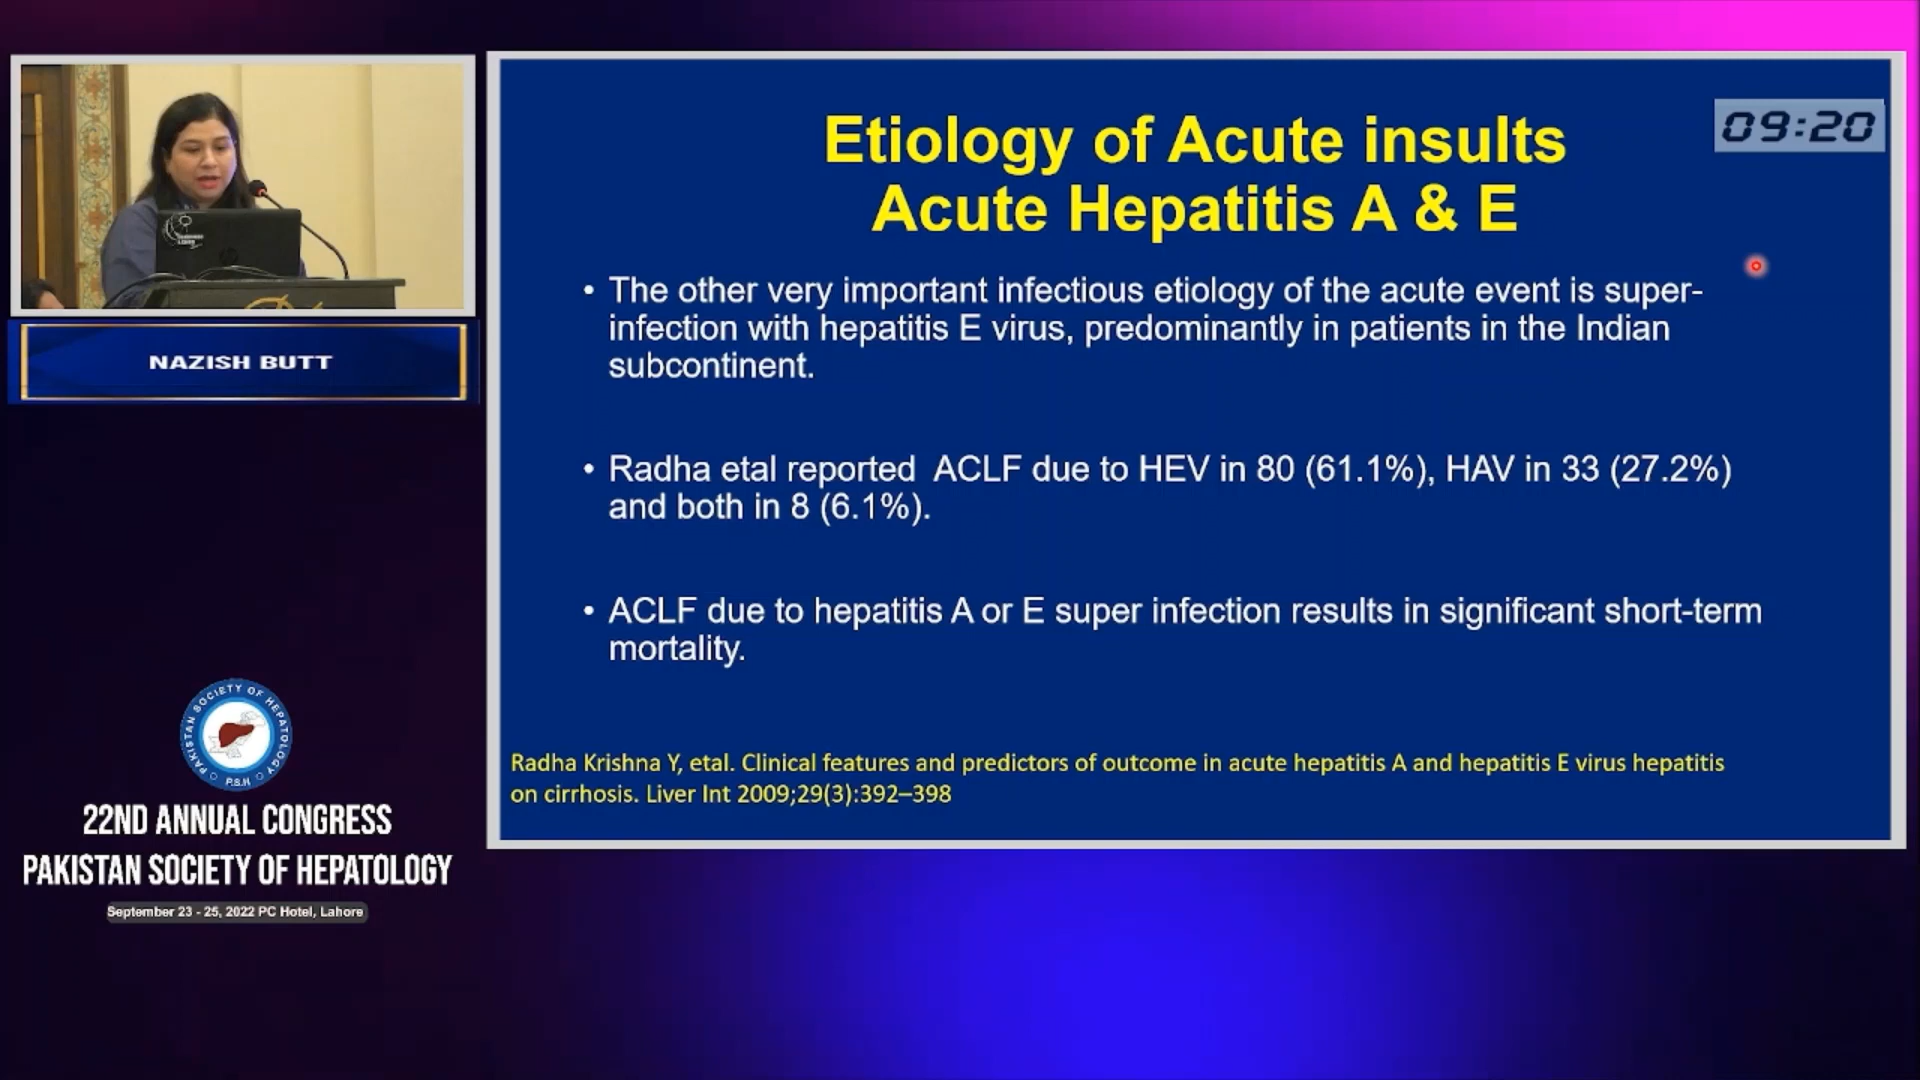 Etiology of Acute insults
Acute Hepatitis A & E
09:20
• The other very important infectious etiology of the acute event is super-
infection with hepatitis E virus, predominantly in patients in the Indian
subcontinent.
• Radha etal reported ACLF due to HEV in 80 (61.1%), HAV in 33 (27.2%)
and both in 8 (6.1%).
• ACLF due to hepatitis A or E super infection results in significant short-term
mortality.
Radha Krishna Y, etal. Clinical features and predictors of outcome in acute hepatitis A and hepatitis E virus hepatitis
on cirrhosis. Liver Int 2009;29(3):392–398
NAZISH BUTT
PAKISTAN SOCIETY OF HEPATOLOGY
P.S.H
22ND ANNUAL CONGRESS
PAKISTAN SOCIETY OF HEPATOLOGY
September 23 - 25, 2022 PC Hotel, Lahore